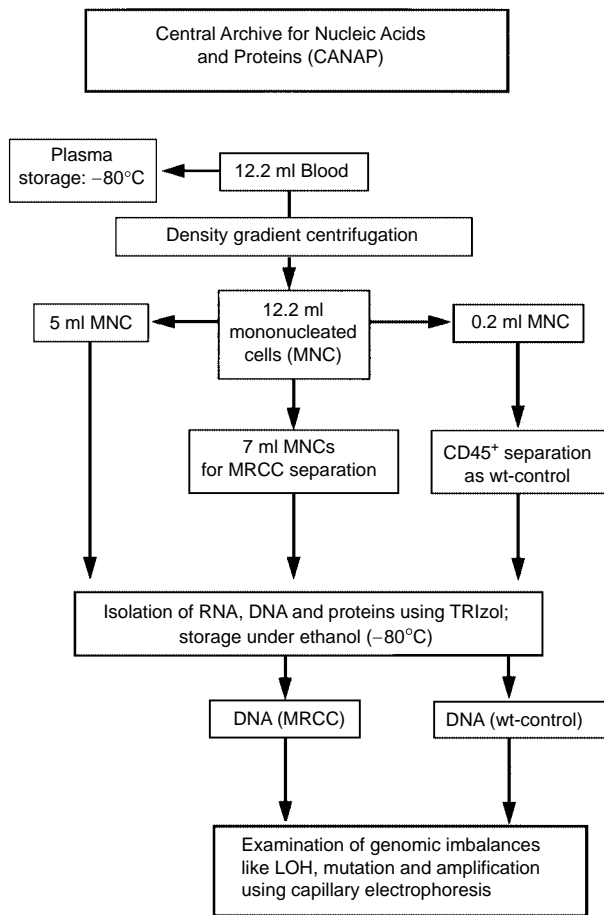 Central Archive for Nucleic Acids
and Proteins (CANAP)
Plasma
storage: −80°C
12.2 ml Blood
Density gradient centrifugation
5 ml MNC
12.2 ml
mononucleated
cells (MNC)
0.2 ml MNC
7 ml MNCs
for MRCC separation
CD45⁺ separation
as wt-control
Isolation of RNA, DNA and proteins using TRIzol;
storage under ethanol (−80°C)
DNA (MRCC)
DNA (wt-control)
Examination of genomic imbalances
like LOH, mutation and amplification
using capillary electrophoresis